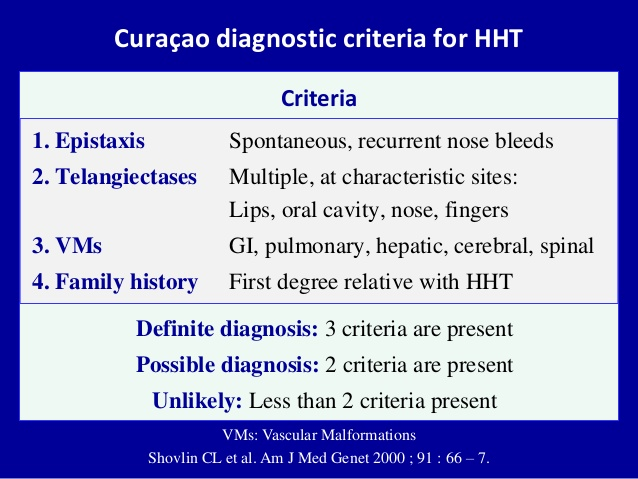 Curaçao diagnostic criteria for HHT
Criteria
1. Epistaxis Spontaneous, recurrent nose bleeds
2. Telangiectases Multiple, at characteristic sites:
Lips, oral cavity, nose, fingers
3. VMs GI, pulmonary, hepatic, cerebral, spinal
4. Family history First degree relative with HHT
Definite diagnosis: 3 criteria are present
Possible diagnosis: 2 criteria are present
Unlikely: Less than 2 criteria present
VMs: Vascular Malformations
Shovlin CL et al. Am J Med Genet 2000 ; 91 : 66 – 7.